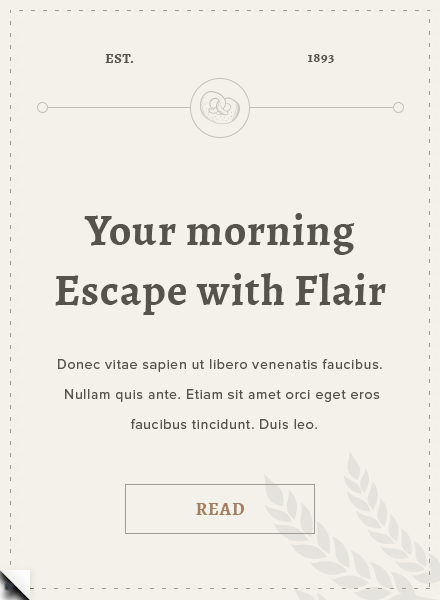 EST. 1893
Your morning
Escape with Flair
Donec vitae sapien ut libero venenatis faucibus.
Nullam quis ante. Etiam sit amet orci eget eros
faucibus tincidunt. Duis leo.
READ